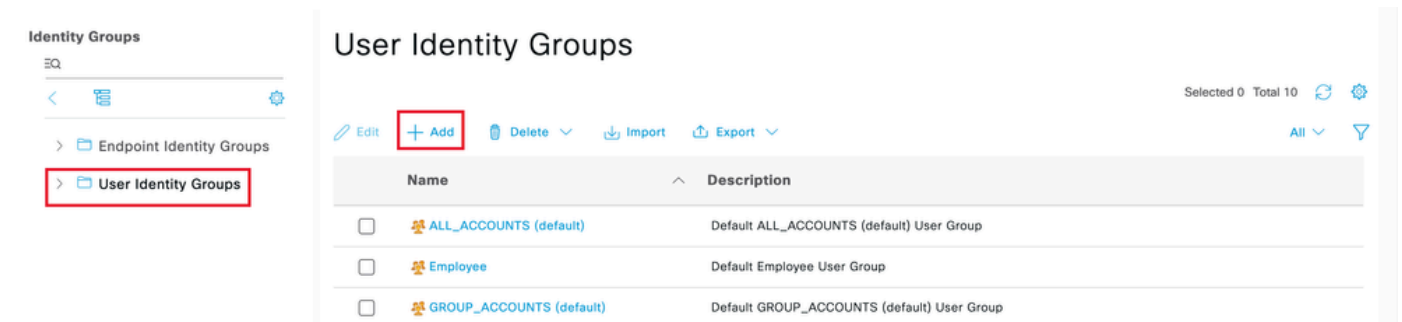 Identity Groups
User Identity Groups
Selected 0 Total 10
Edit
Add
Delete
Import
Export
All
Endpoint Identity Groups
User Identity Groups
Name
Description
ALL_ACCOUNTS (default)
Default ALL_ACCOUNTS (default) User Group
Employee
Default Employee User Group
GROUP_ACCOUNTS (default)
Default GROUP_ACCOUNTS (default) User Group